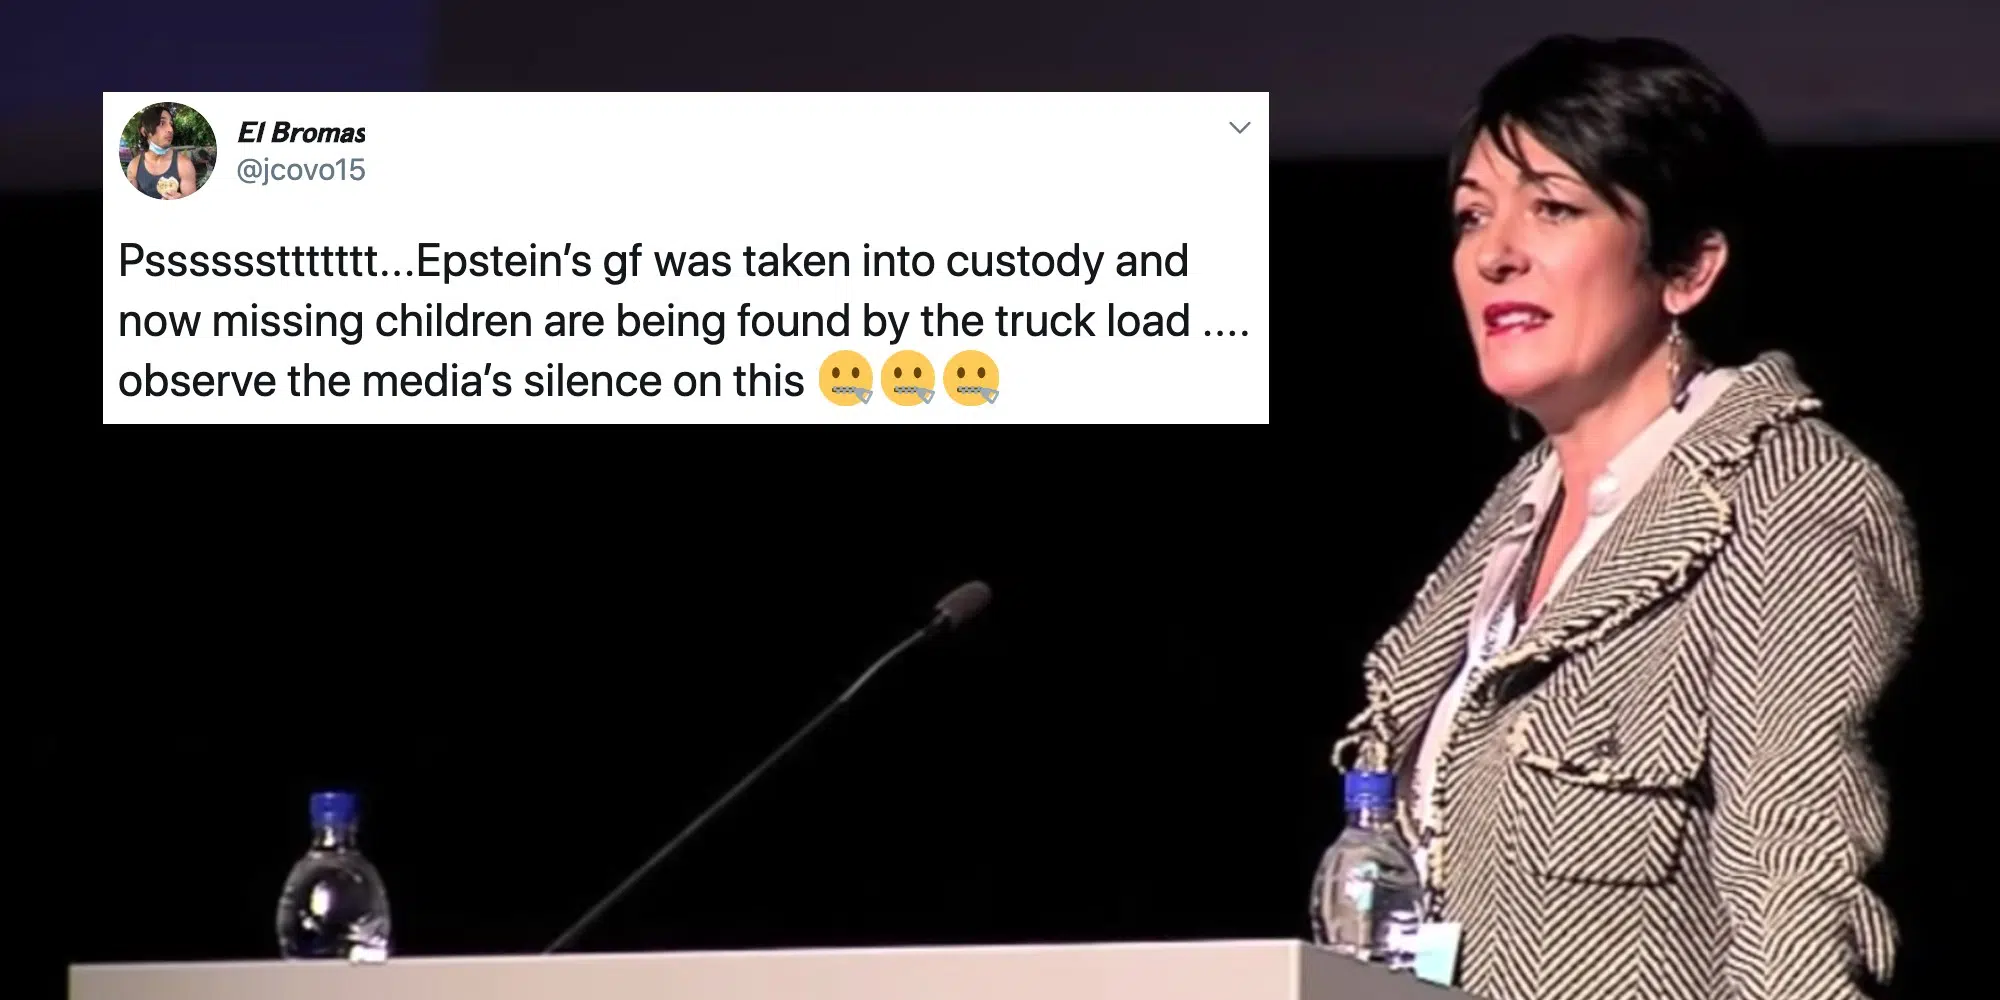 El Bromas
@jcovo15
Psssssssttttttt...Epstein’s gf was taken into custody and
now missing children are being found by the truck load ....
observe the media’s silence on this 🤐🤐🤐